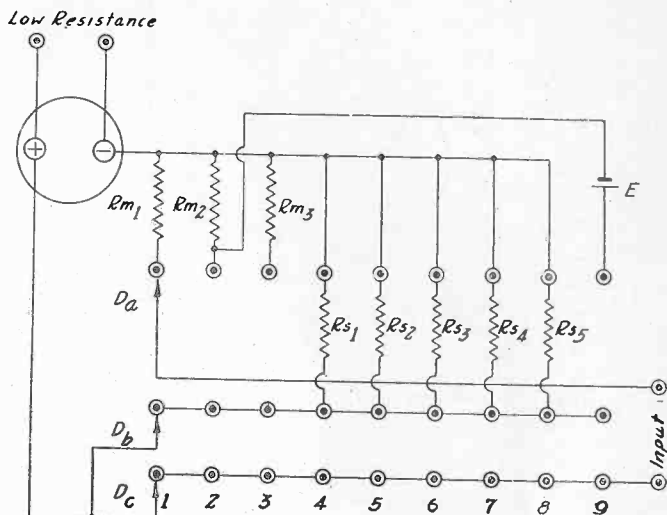 Low Resistance
+ −
Rm1 Rm2 Rm3
E
Da
Rs1 Rs2 Rs3 Rs4 Rs5
Db
Input
Dc 1 2 3 4 5 6 7 8 9